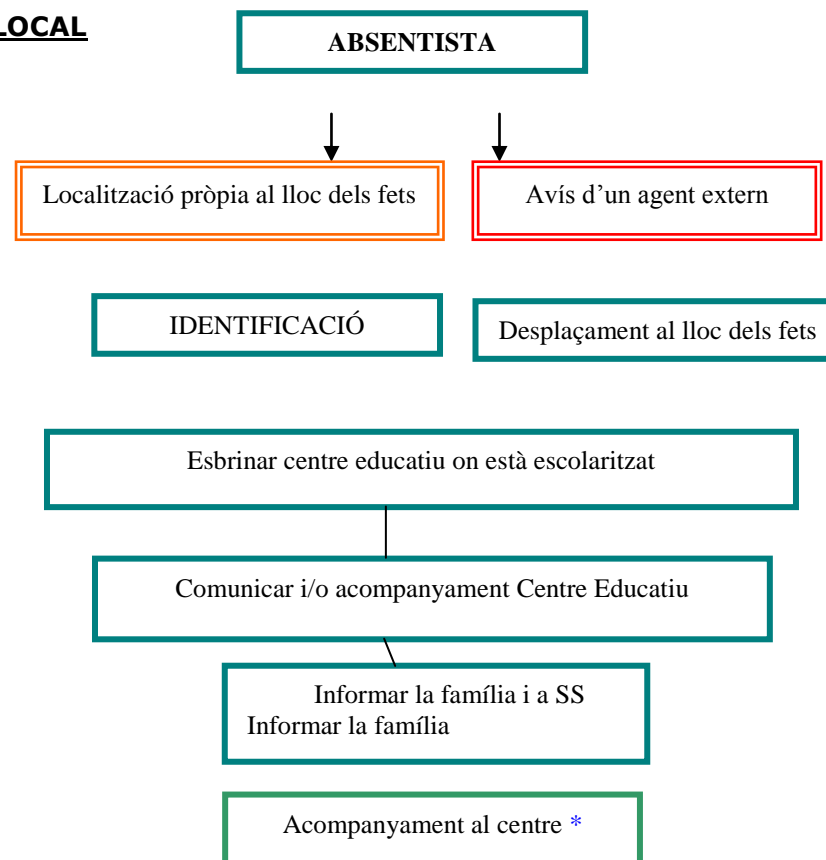 LOCAL
ABSENTISTA
Localització pròpia al lloc dels fets
Avís d’un agent extern
IDENTIFICACIÓ
Desplaçament al lloc dels fets
Esbrinar centre educatiu on està escolaritzat
Comunicar i/o acompanyament Centre Educatiu
Informar la família i a SS
Informar la família
Acompanyament al centre *